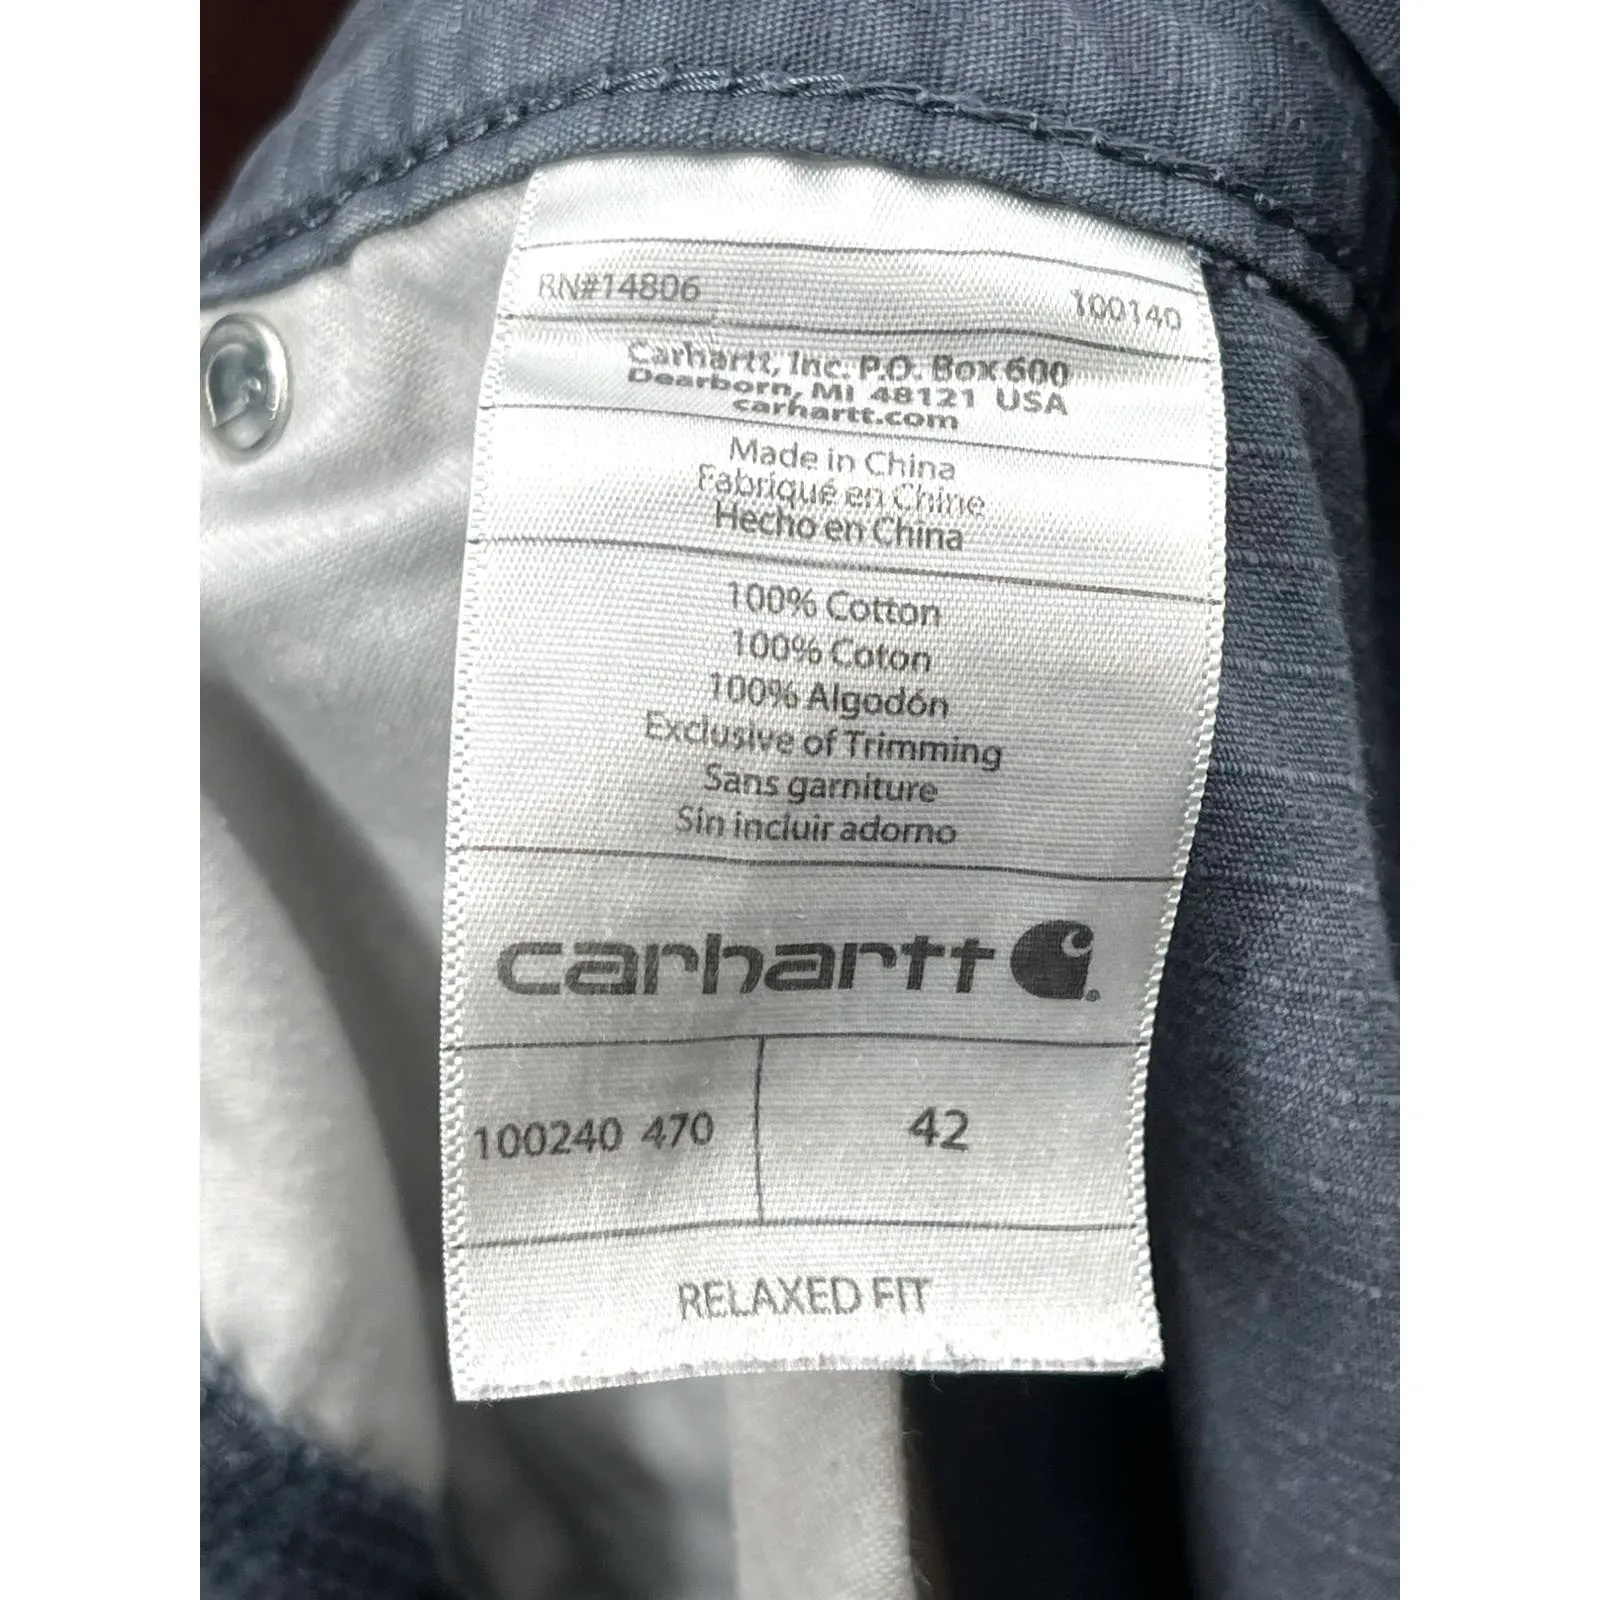 RN#14806 100140
Carhartt, Inc. P.O. Box 600
Dearborn, MI 48121 USA
carhartt.com
Made in China
Fabriqué en Chine
Hecho en China
100% Cotton
100% Coton
100% Algodón
Exclusive of Trimming
Sans garniture
Sin incluir adorno
carhartt
100240 470 42
RELAXED FIT